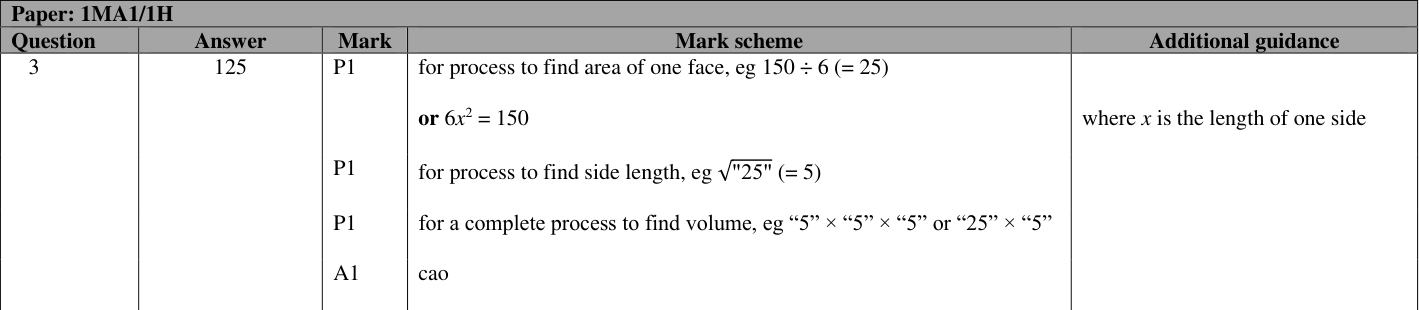 Paper: 1MA1/1H
Question Answer Mark Mark scheme Additional guidance
3 125 P1 for process to find area of one face, eg 150 ÷ 6 (= 25)
or 6x² = 150 where x is the length of one side
P1 for process to find side length, eg √"25" (= 5)
P1 for a complete process to find volume, eg “5” × “5” × “5” or “25” × “5”
A1 cao